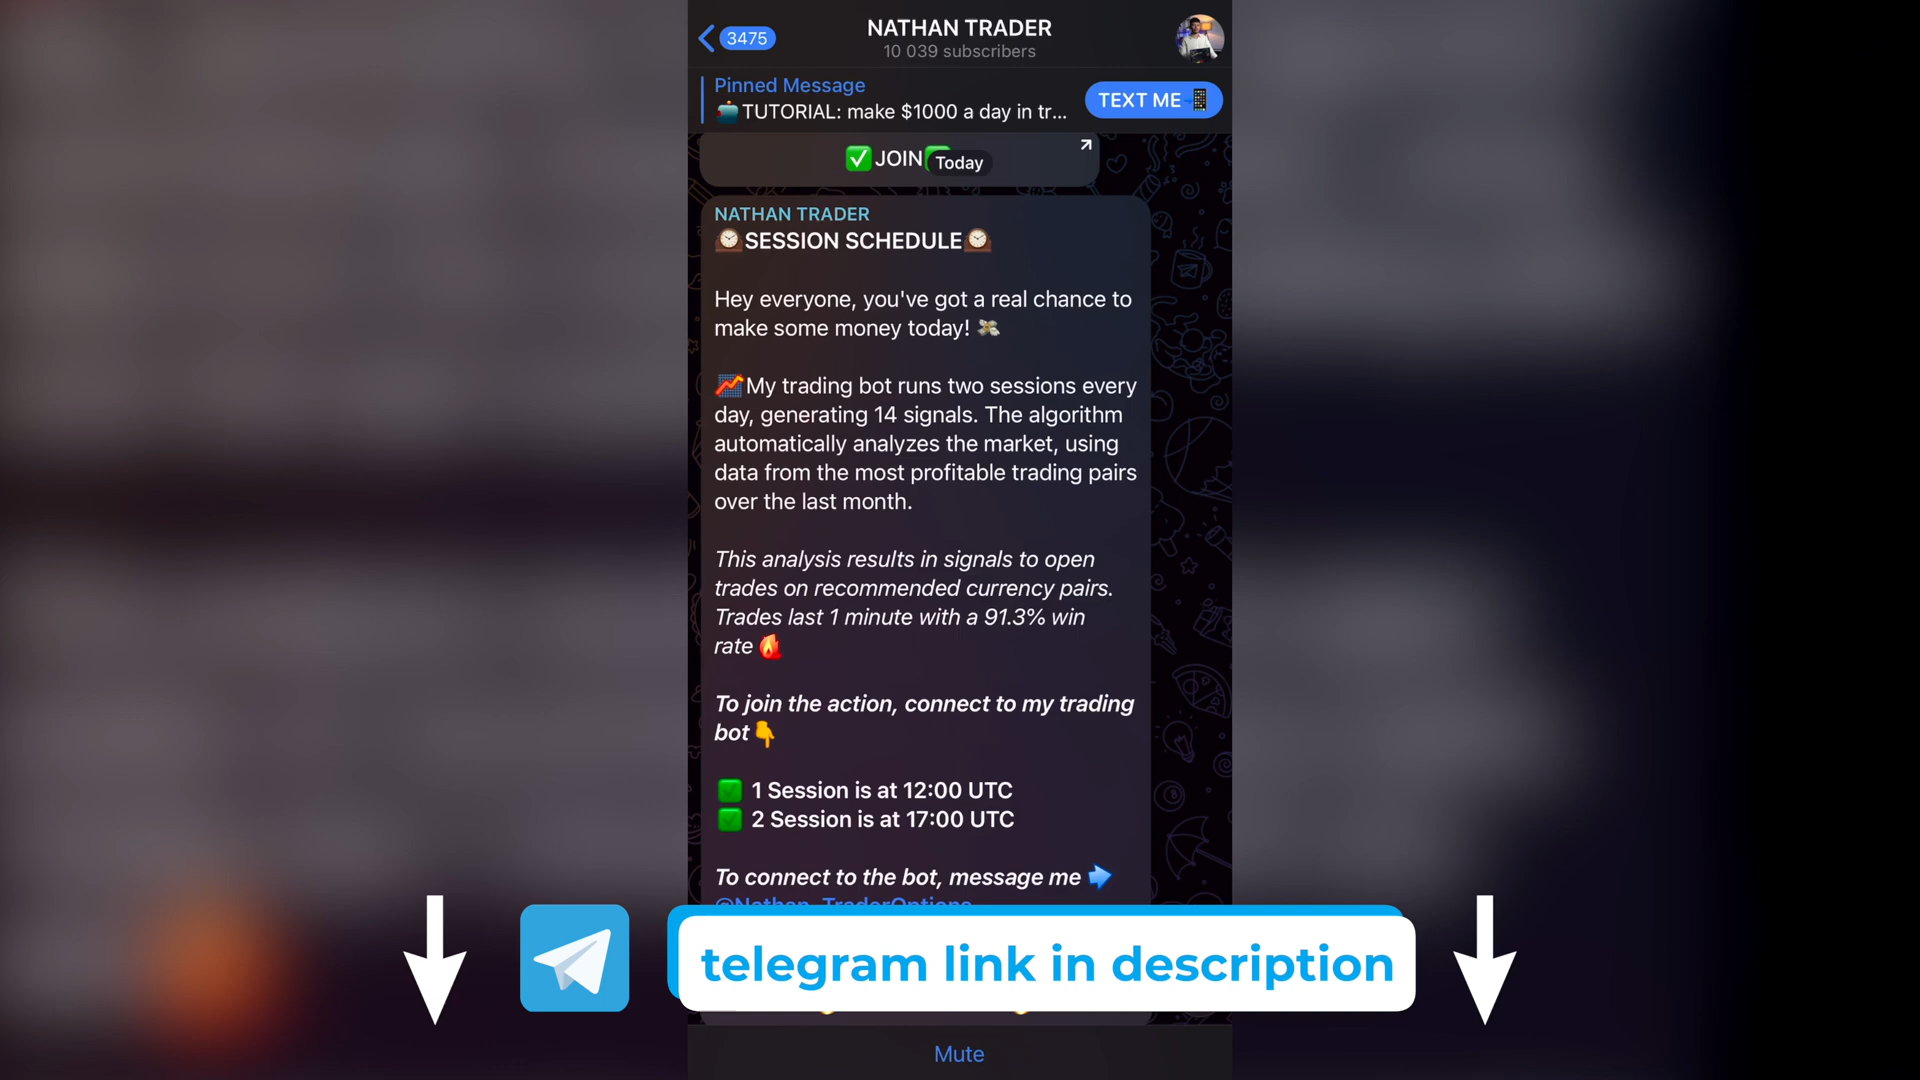 3475
NATHAN TRADER
10 039 subscribers
Pinned Message
TUTORIAL: make $1000 a day in tr...
TEXT ME
JOIN
Today
NATHAN TRADER
SESSION SCHEDULE
Hey everyone, you've got a real chance to
make some money today!
My trading bot runs two sessions every
day, generating 14 signals. The algorithm
automatically analyzes the market, using
data from the most profitable trading pairs
over the last month.
This analysis results in signals to open
trades on recommended currency pairs.
Trades last 1 minute with a 91.3% win
rate
To join the action, connect to my trading
bot
1 Session is at 12:00 UTC
2 Session is at 17:00 UTC
To connect to the bot, message me
@Nathan_TraderOptions
telegram link in description
Mute